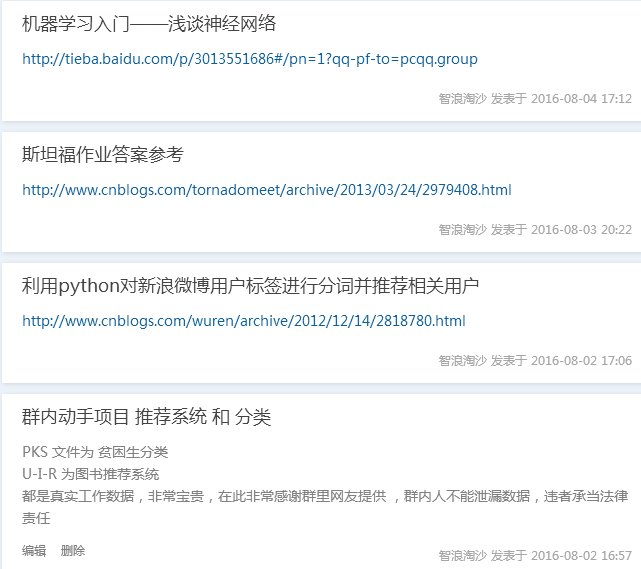 机器学习入门——浅谈神经网络
http://tieba.baidu.com/p/3013551686#/pn=1?qq-pf-to=pcqq.group
智浪淘沙 发表于 2016-08-04 17:12
斯坦福作业答案参考
http://www.cnblogs.com/tornadomeet/archive/2013/03/24/2979408.html
智浪淘沙 发表于 2016-08-03 20:22
利用python对新浪微博用户标签进行分词并推荐相关用户
http://www.cnblogs.com/wuren/archive/2012/12/14/2818780.html
智浪淘沙 发表于 2016-08-02 17:06
群内动手项目 推荐系统 和 分类
PKS 文件为 贫困生分类
U-I-R 为图书推荐系统
都是真实工作数据，非常宝贵，在此非常感谢群里网友提供 ，群内人不能泄漏数据，违者承当法律
责任
编辑 删除
智浪淘沙 发表于 2016-08-02 16:57